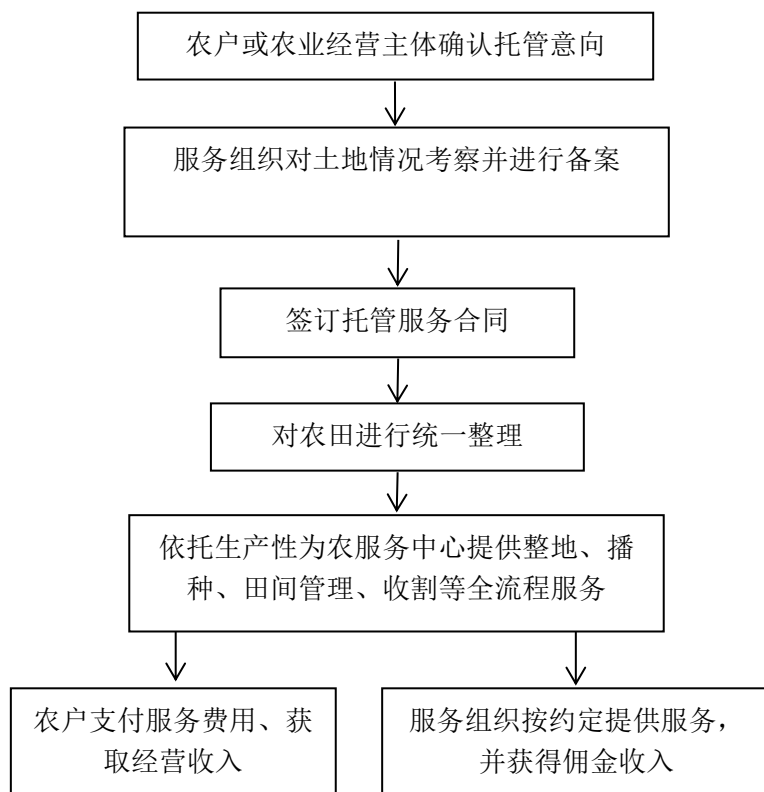 农户或农业经营主体确认托管意向
服务组织对土地情况考察并进行备案
签订托管服务合同
对农田进行统一整理
依托生产性为农服务中心提供整地、播
种、田间管理、收割等全流程服务
农户支付服务费用、获
取经营收入
服务组织按约定提供服务，
并获得佣金收入